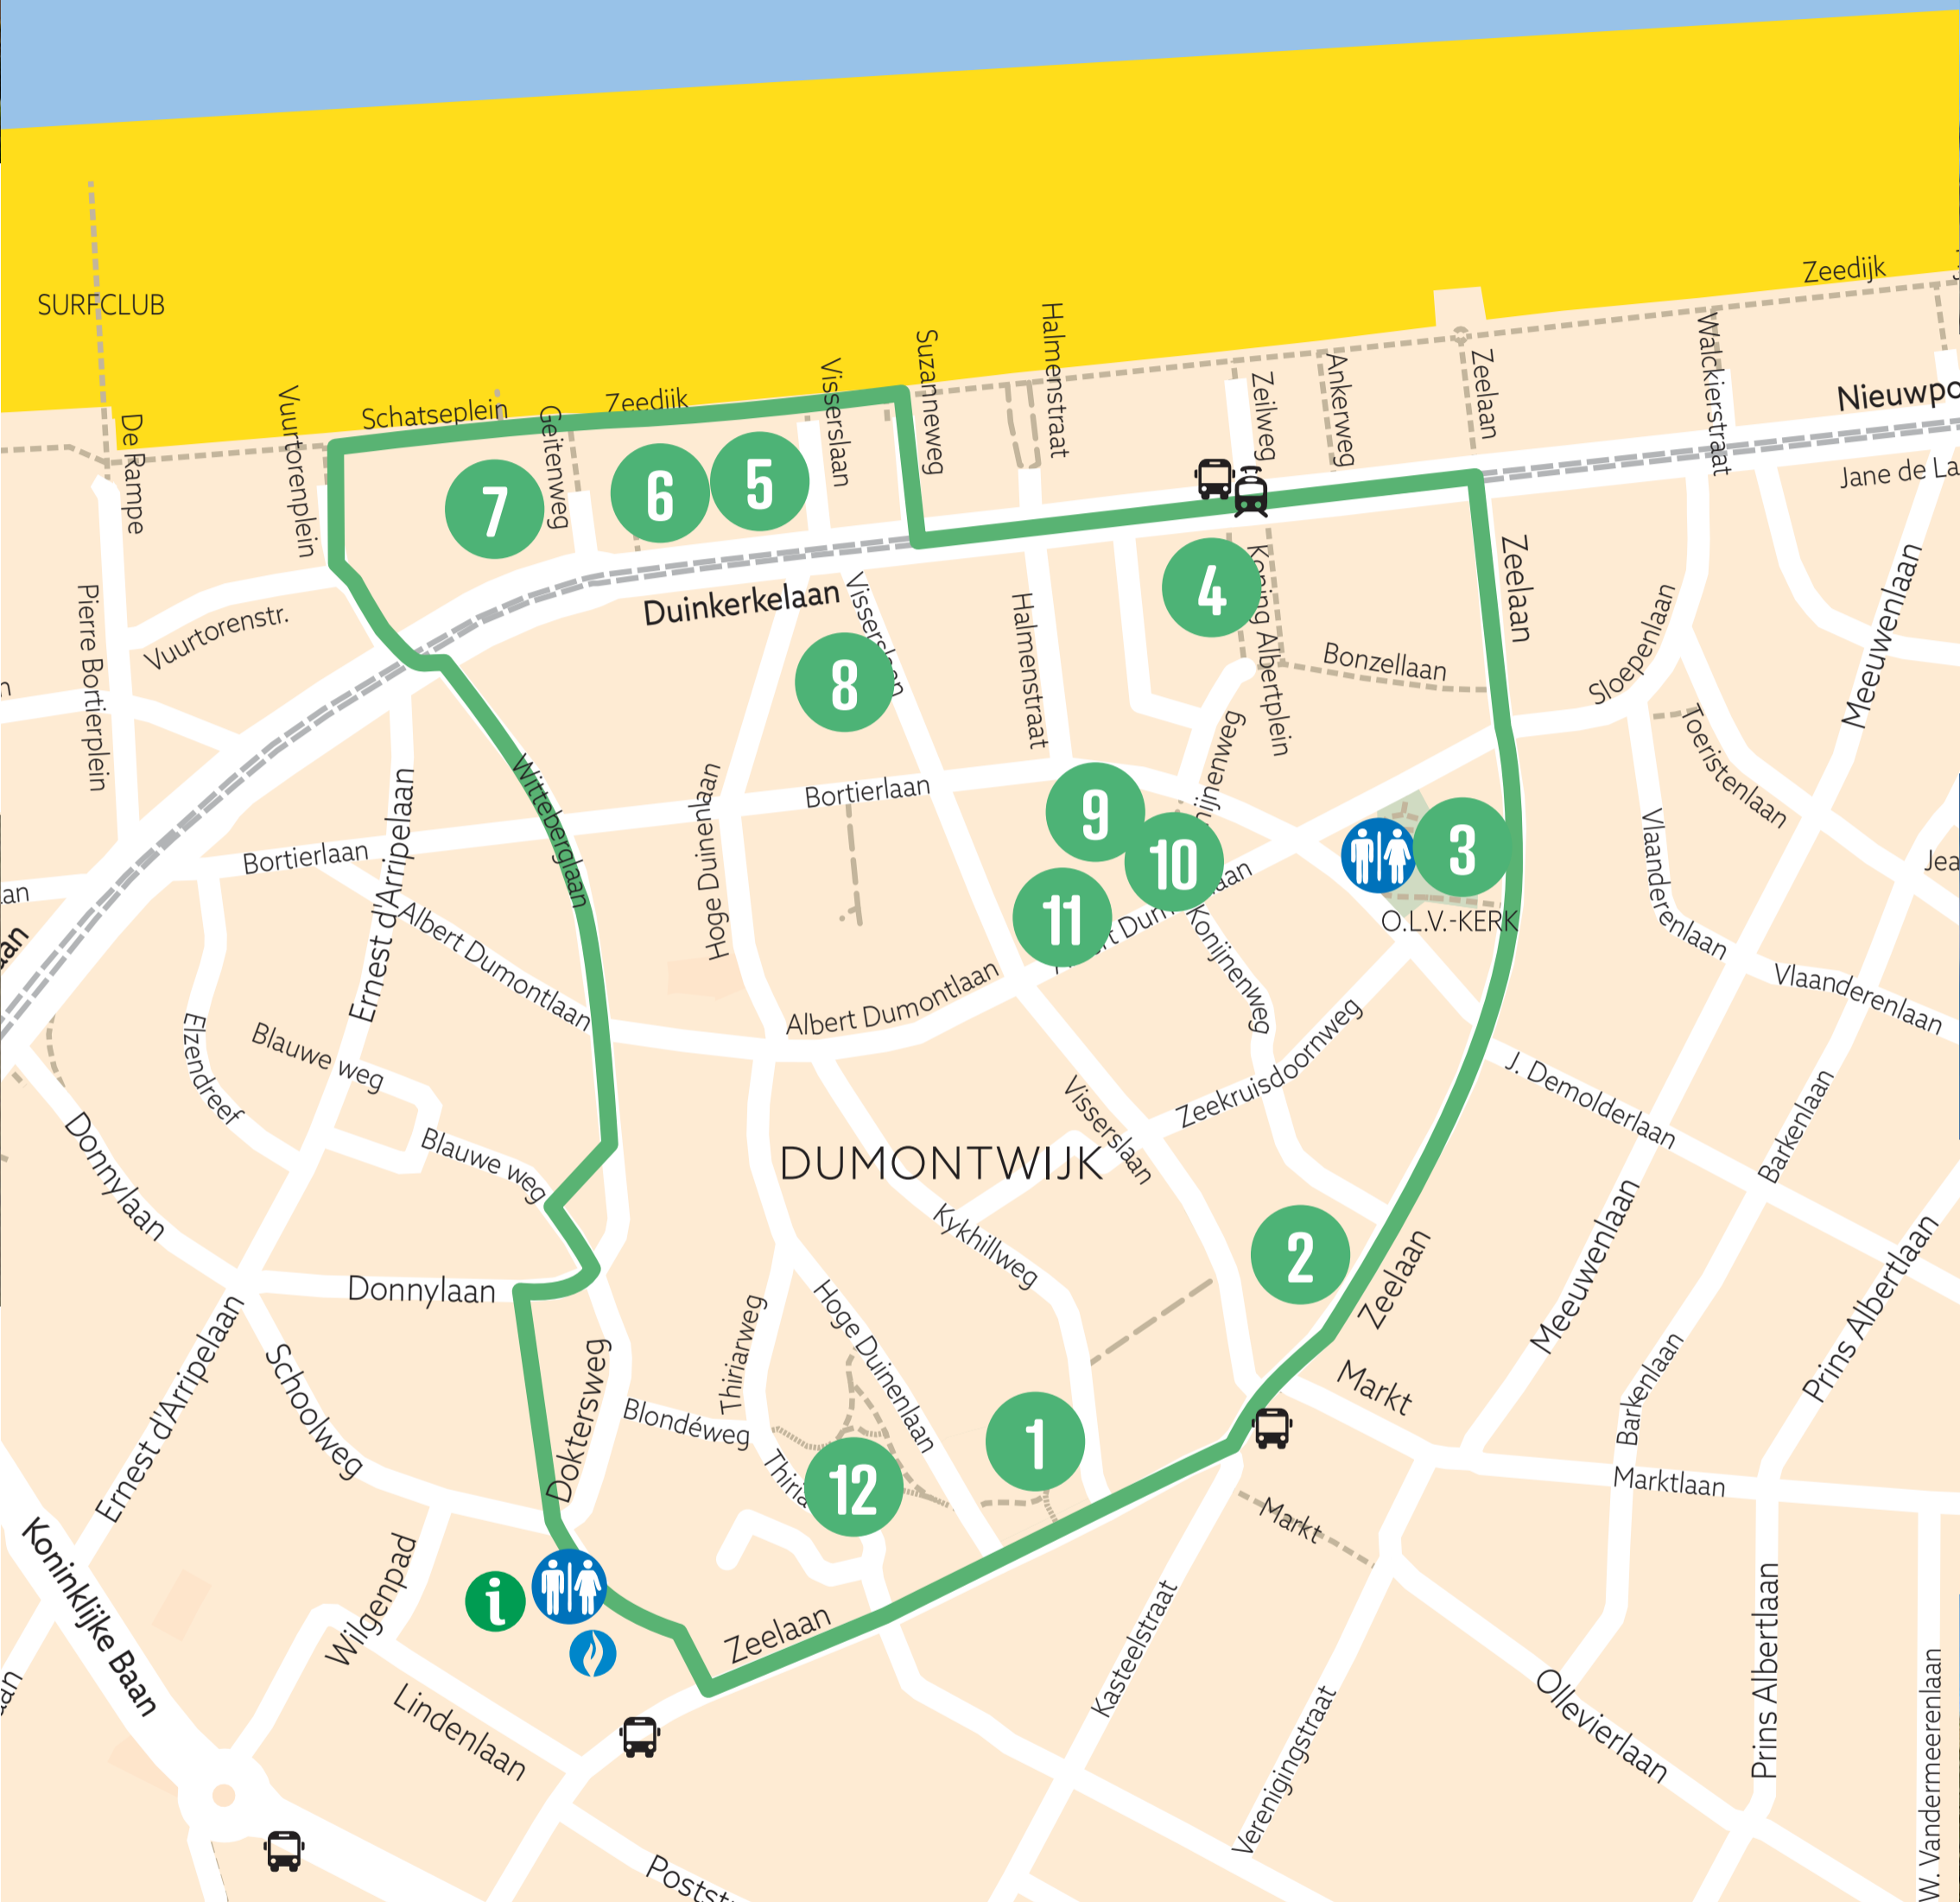 Zeedijk
SURFCLUB
Halmenstraat
Walckierstraat
Suzanneweg
Visserslaan
Zeelaan
Ankerweg
Zeilweg
Nieuwpo
Vuurtorenplein
Schatseplein
Zeedijk
Geitenweg
De Rampe
Jane de La
Zeelaan
Duinkerkelaan
Vuurtorenstr.
Pierre Bortierplein
Visserslaan
Halmenstraat
Koning Albertplein
Bonzellaan
Sloepenlaan
Meeuwenlaan
Toeristenlaan
7
6
5
4
8
Wittebergglaan
Hoge Duinenlaan
Bortierlaan
Bortierlaan
Ernest d'Arripelaan
Albert Dumontlaan
9
10
11
3
O.L.V.-KERK
Vlaanderenlaan
Vlaanderenlaan
Jea
laan
Albert Dumontlaan
Konijnenweg
Zeekruisdoornweg
J. Demolderlaan
Elzendreef
Blauwe weg
Blauwe weg
Donnylaan
DUMONTWIJK
Visserslaan
Barkenlaan
Kykhillweg
2
Zeelaan
Meeuwenlaan
Prins Albertlaan
Donnylaan
Ernest d'Arripelaan
Schoolweg
Doktersweg
Thiriarweg
Hoge Duinenlaan
Blondéweg
1
12
Markt
Barkenlaan
Marktlaan
Markt
Koninklijke Baan
Wilgenpad
i
Zeelaan
Lindenlaan
Kasteelstraat
Verenigingstraat
Ollevierlaan
Prins Albertlaan
W. Vandermeerenlaan
Postst